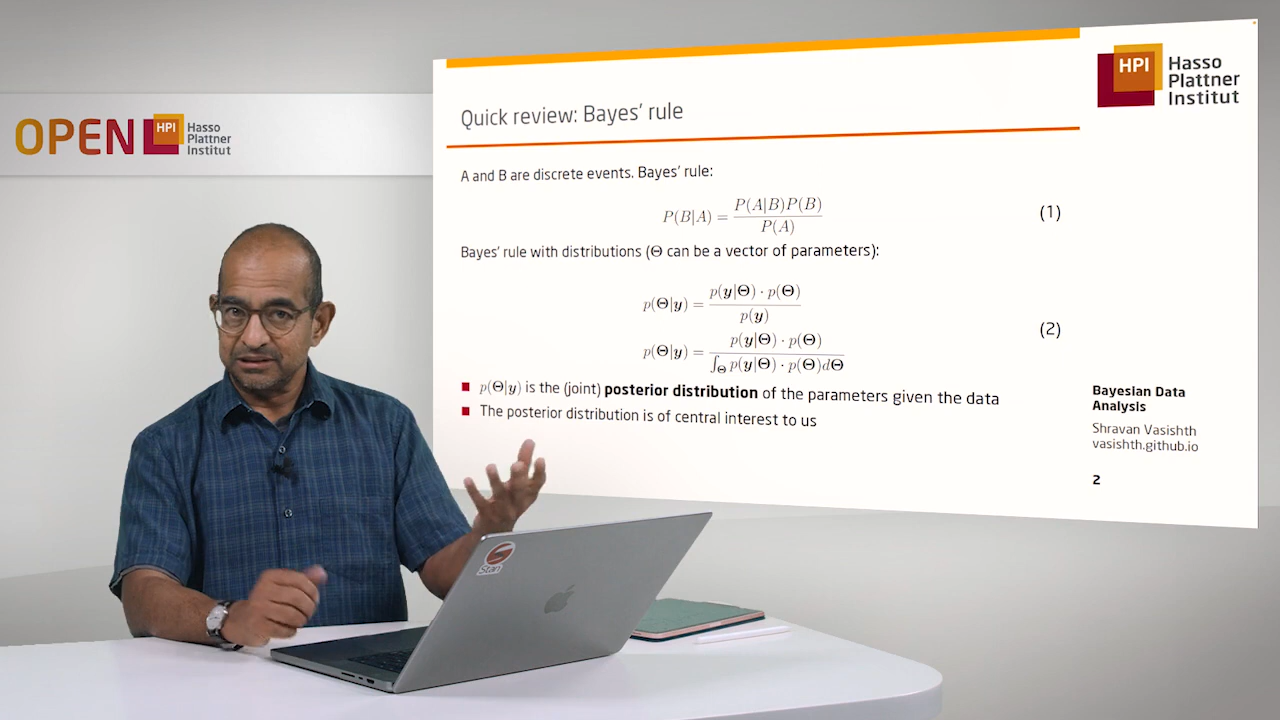 OPEN HPI Hasso
Plattner
Institut
HPI Hasso
Plattner
Institut
Quick review: Bayes' rule
A and B are discrete events. Bayes' rule:
P(B|A) = P(A|B)P(B) / P(A) (1)
Bayes' rule with distributions (Θ can be a vector of parameters):
p(Θ|y) = p(y|Θ) · p(Θ) / p(y)
p(Θ|y) = p(y|Θ) · p(Θ) / ∫Θ p(y|Θ) · p(Θ)dΘ (2)
■ p(Θ|y) is the (joint) posterior distribution of the parameters given the data
■ The posterior distribution is of central interest to us
Bayesian Data
Analysis
Shravan Vasishth
vasishth.github.io
2
Stan